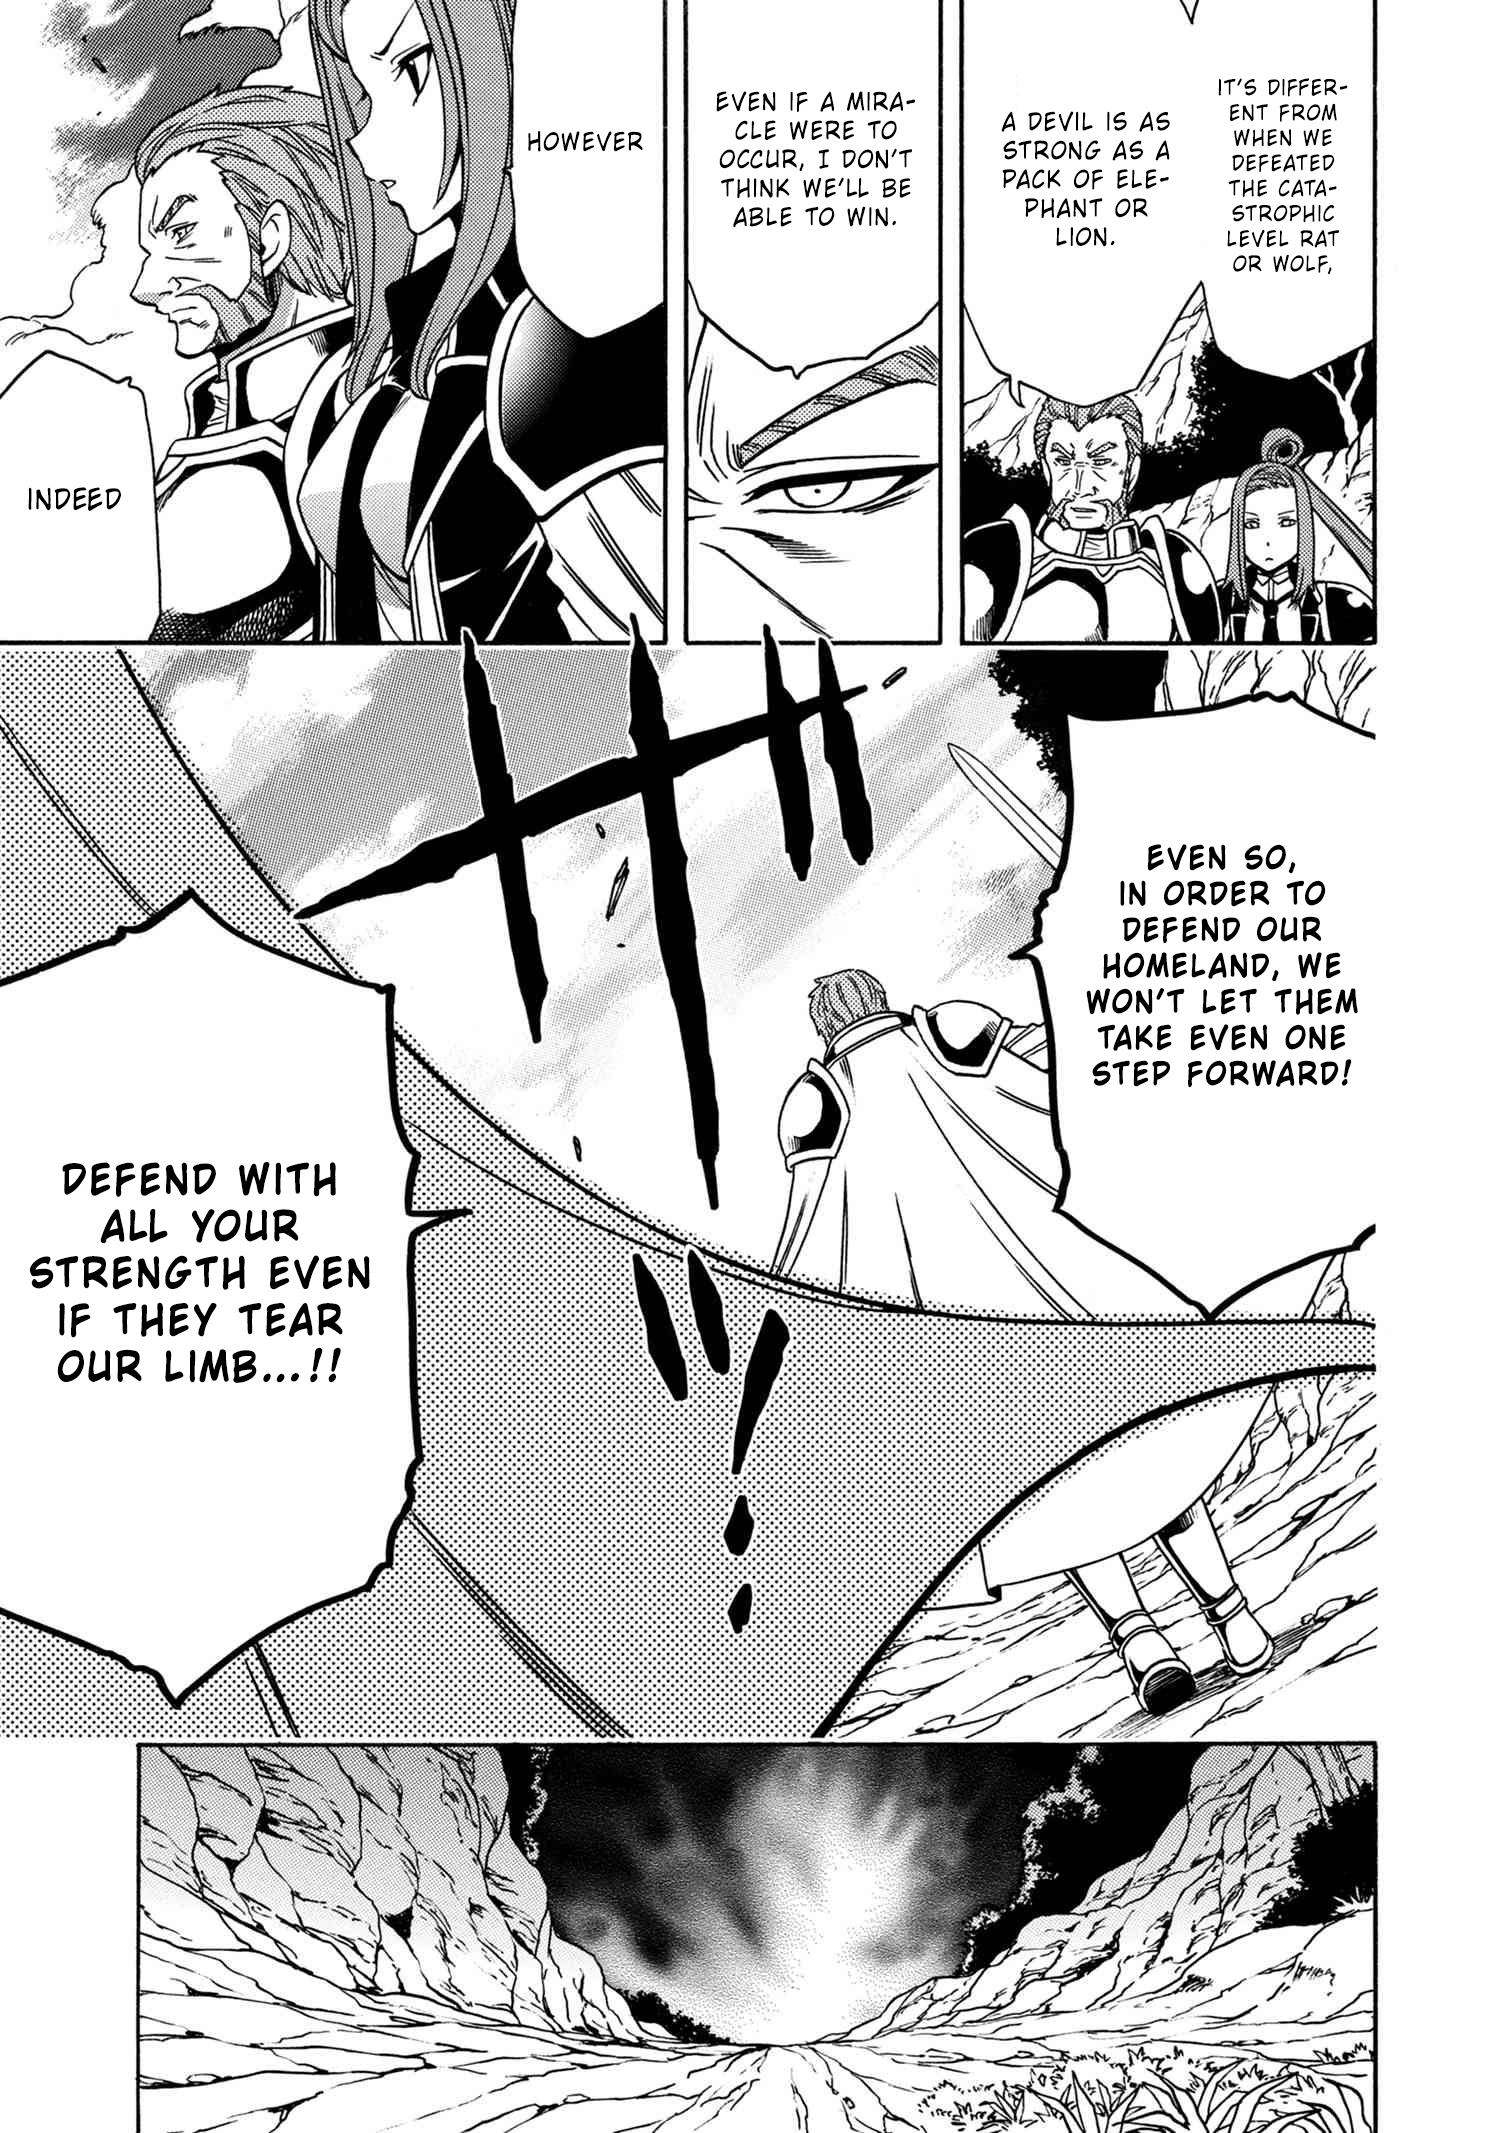 IT'S DIFFER-
ENT FROM
WHEN WE
DEFEATED
THE CATA-
STROPHIC
LEVEL RAT
OR WOLF,
A DEVIL IS AS
STRONG AS A
PACK OF ELE-
PHANT OR
LION.
EVEN IF A MIRA-
CLE WERE TO
OCCUR, I DON'T
THINK WE'LL BE
ABLE TO WIN.
HOWEVER
INDEED
EVEN SO,
IN ORDER TO
DEFEND OUR
HOMELAND, WE
WON'T LET THEM
TAKE EVEN ONE
STEP FORWARD!
ザ
DEFEND WITH
ALL YOUR
STRENGTH EVEN
IF THEY TEAR
OUR LIMB...!!